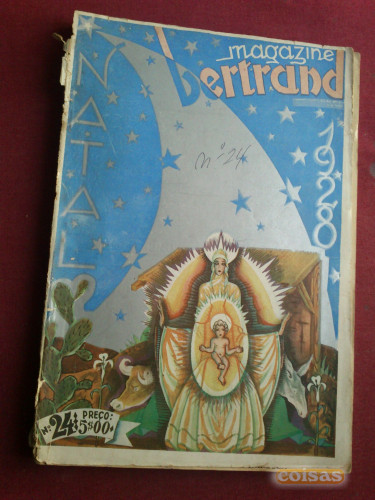 magazine
bertrand
NATAL
1928
nº 24
Nº 24
PREÇO:
5$00
coisas